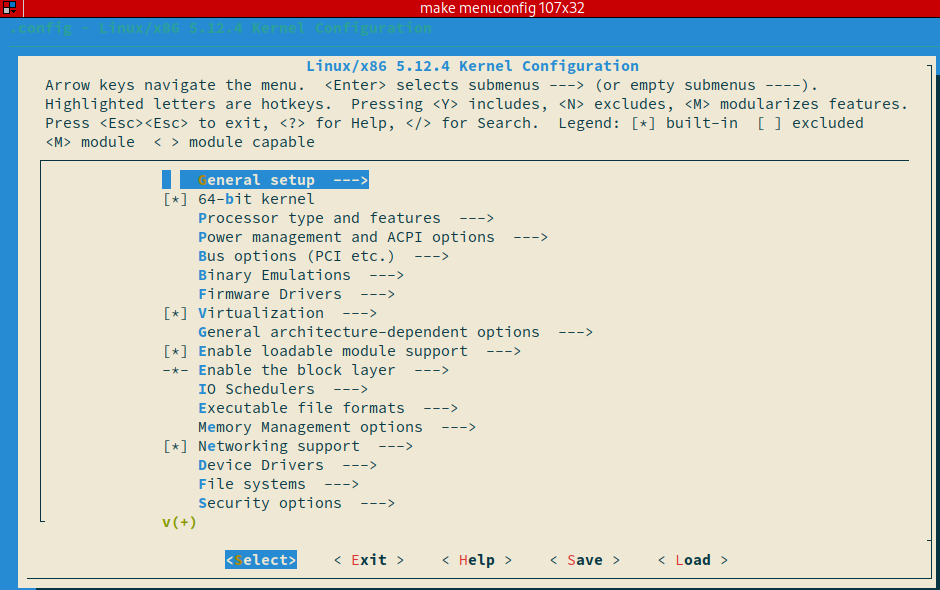 make menuconfig 107x32
.config - Linux/x86 5.12.4 Kernel Configuration
Linux/x86 5.12.4 Kernel Configuration
Arrow keys navigate the menu.  <Enter> selects submenus ---> (or empty submenus ----).
Highlighted letters are hotkeys.  Pressing <Y> includes, <N> excludes, <M> modularizes features.
Press <Esc><Esc> to exit, <?> for Help, </> for Search.  Legend: [*] built-in  [ ] excluded
<M> module  < > module capable
General setup  --->
[*] 64-bit kernel
Processor type and features  --->
Power management and ACPI options  --->
Bus options (PCI etc.)  --->
Binary Emulations  --->
Firmware Drivers  --->
[*] Virtualization  --->
General architecture-dependent options  --->
[*] Enable loadable module support  --->
-*- Enable the block layer  --->
IO Schedulers  --->
Executable file formats  --->
Memory Management options  --->
[*] Networking support  --->
Device Drivers  --->
File systems  --->
Security options  --->
v(+)
<Select>    < Exit >    < Help >    < Save >    < Load >